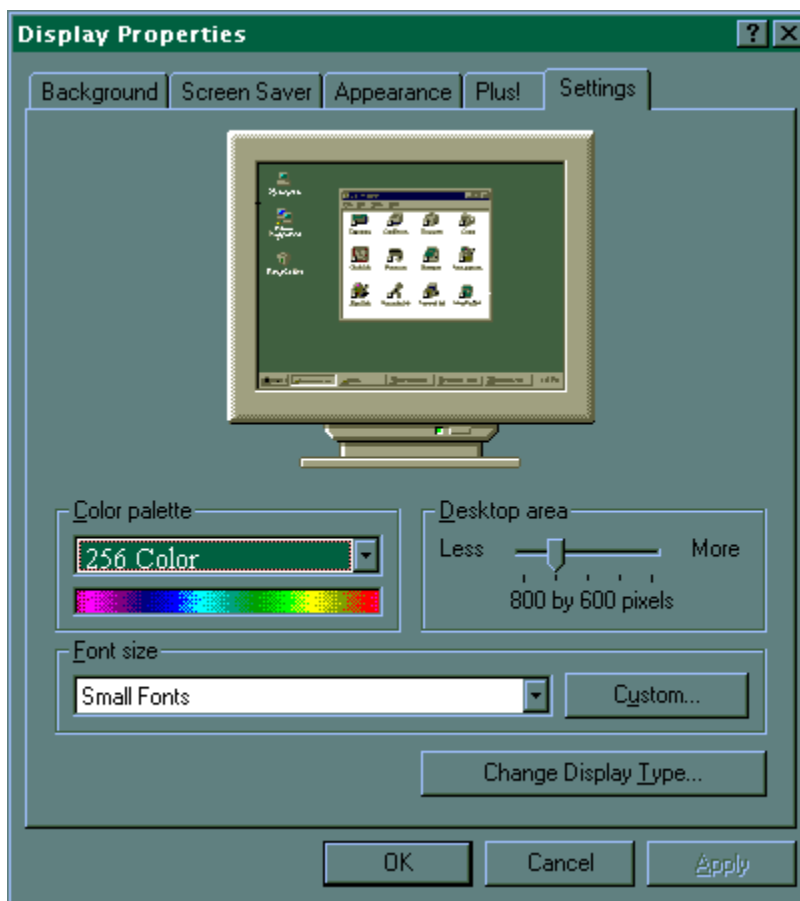 Display Properties
Background Screen Saver Appearance Plus! Settings
Color palette
256 Color
Desktop area
Less More
800 by 600 pixels
Font size
Small Fonts
Custom...
Change Display Type...
OK Cancel Apply